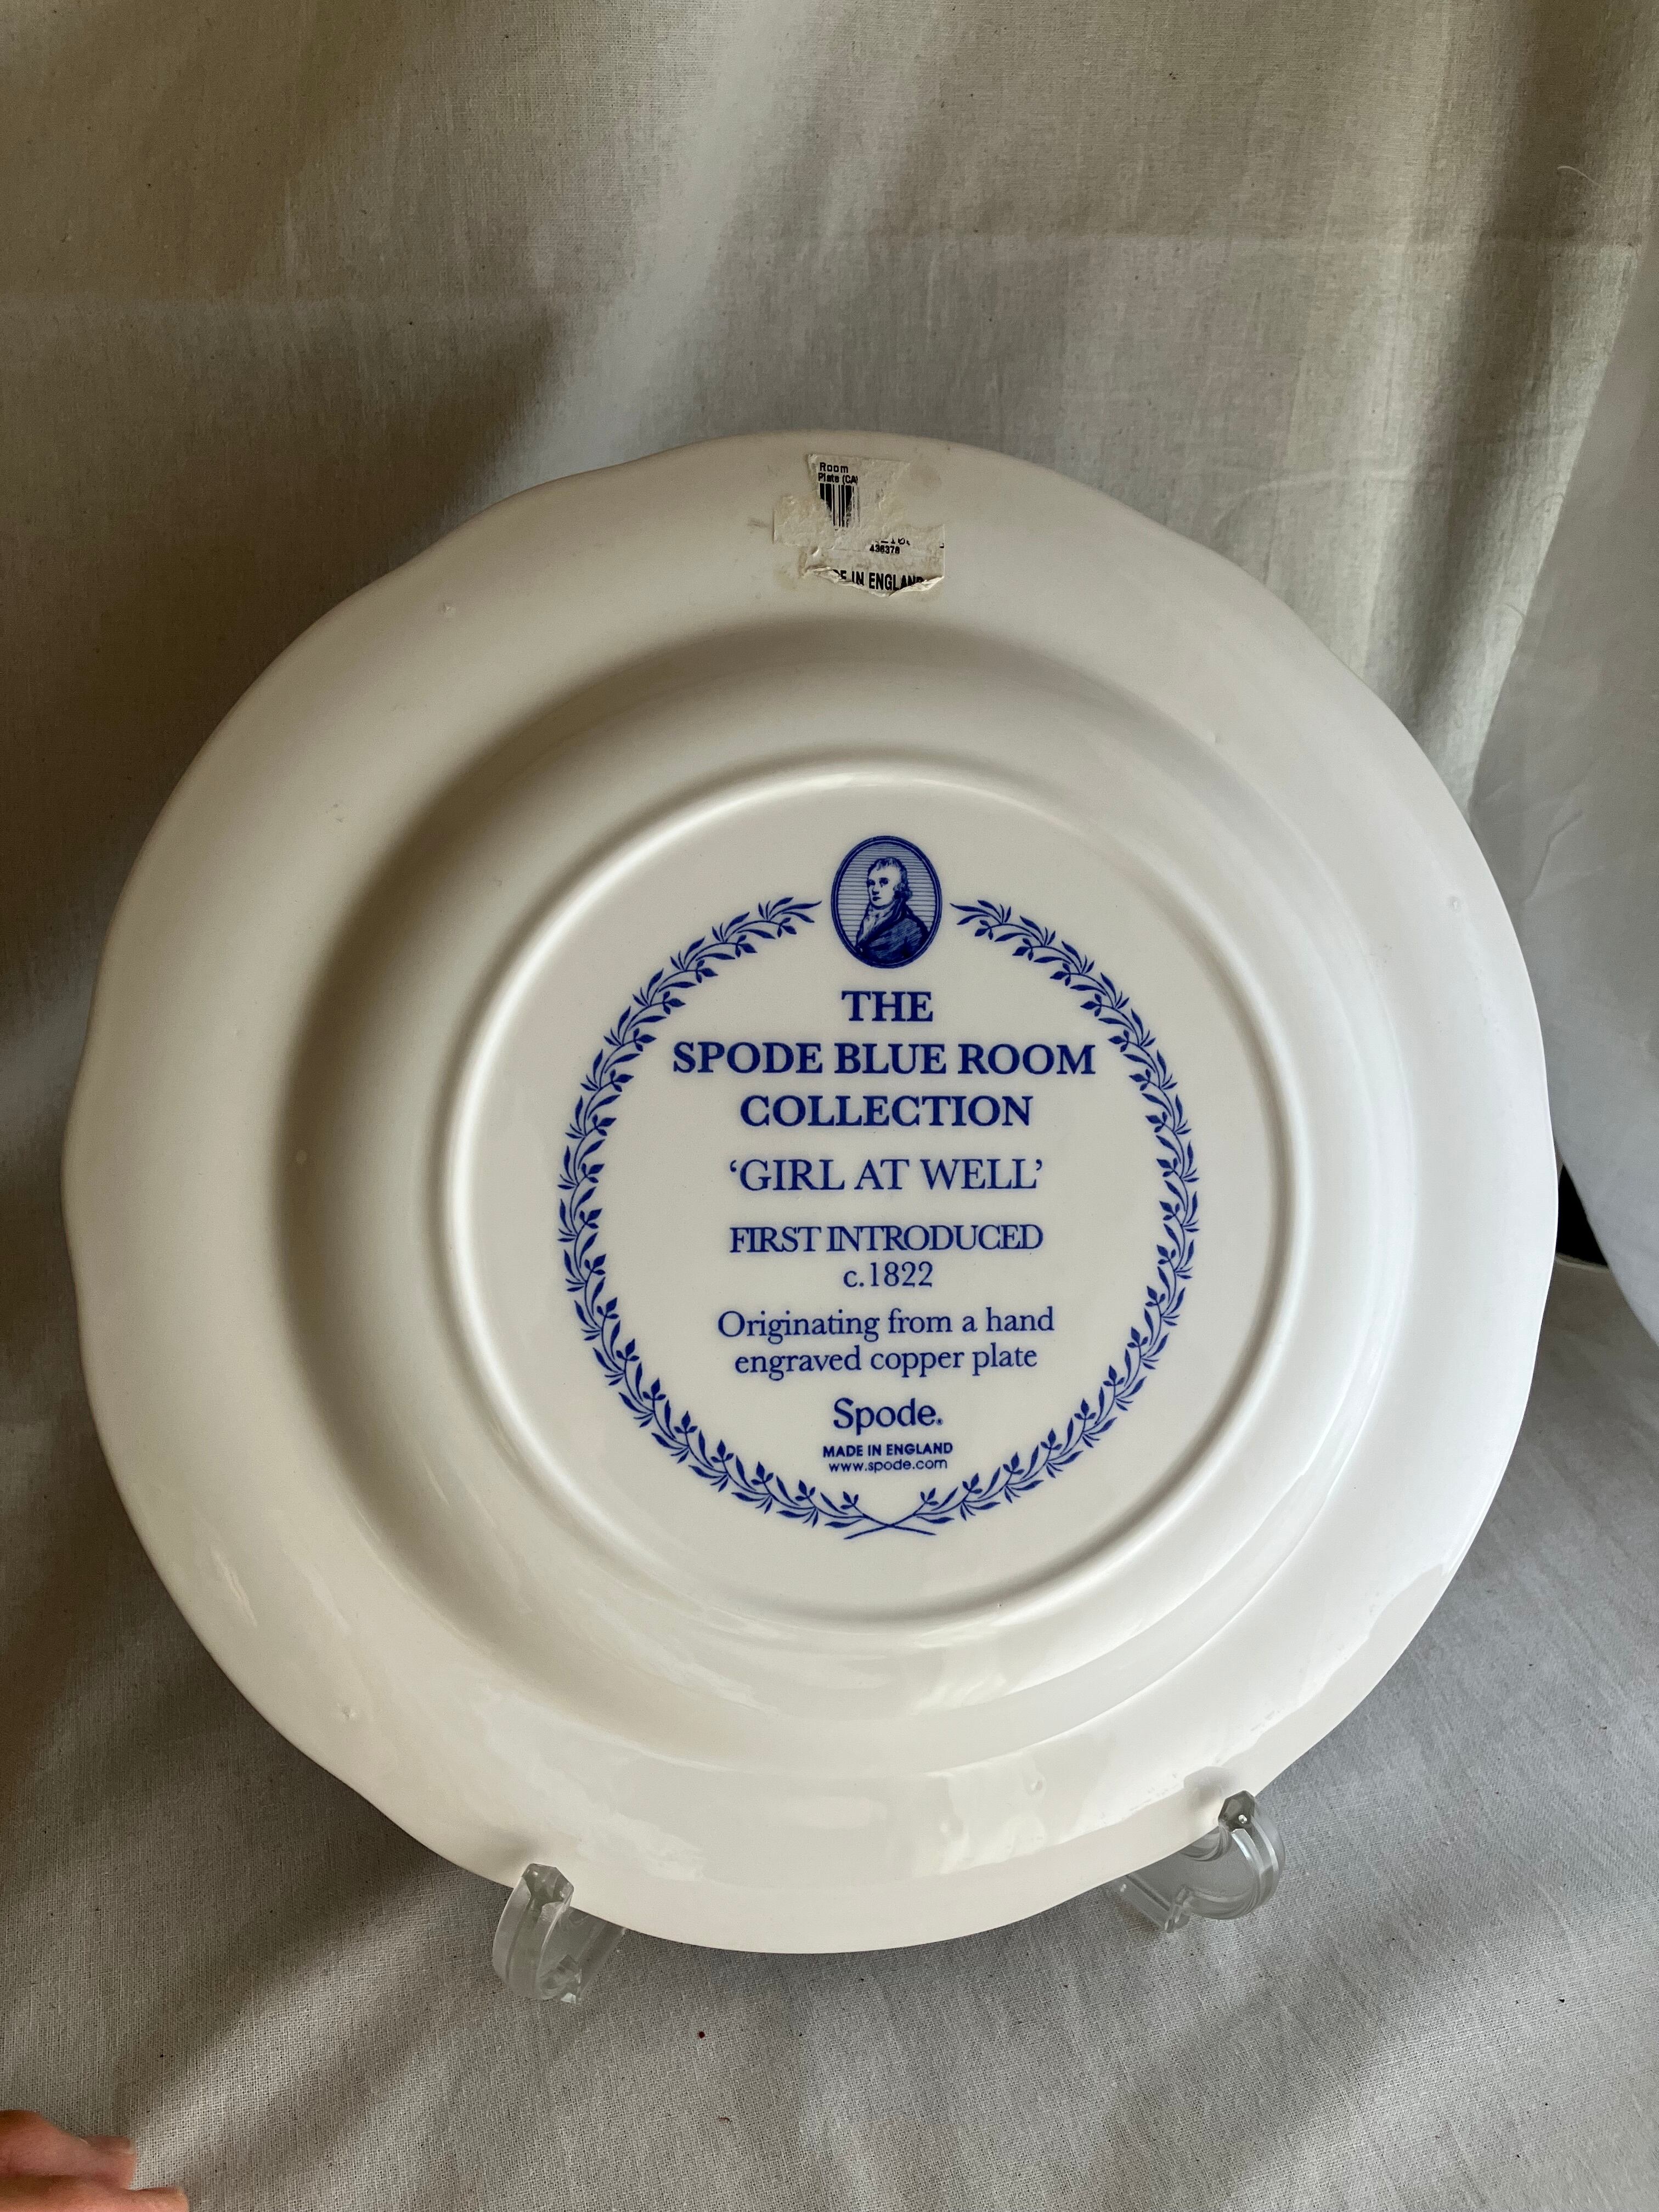 Room
Plate (CA)
438378
IN ENGLAND
THE
SPODE BLUE ROOM
COLLECTION
‘GIRL AT WELL’
FIRST INTRODUCED
c.1822
Originating from a hand
engraved copper plate
Spode.
MADE IN ENGLAND
www.spode.com